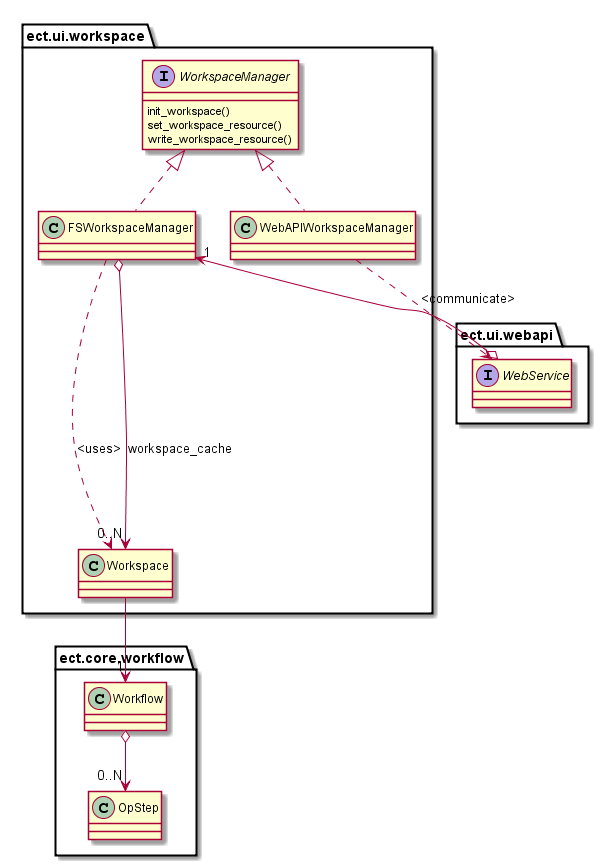 ect.ui.workspace
I WorkspaceManager
init_workspace()
set_workspace_resource()
write_workspace_resource()
C FSWorkspaceManager
C WebAPIWorkspaceManager
1
<communicate>
ect.ui.webapi
I WebService
<uses>
workspace_cache
0..N
C Workspace
ect.core.workflow
1
C Workflow
0..N
C OpStep